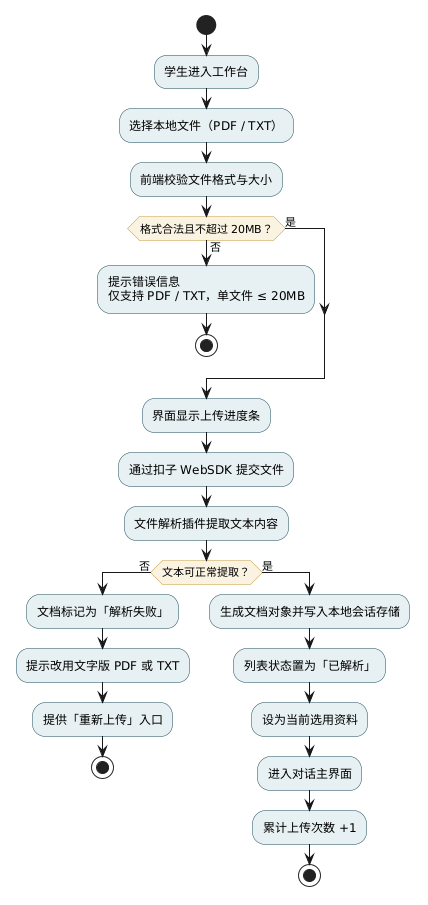 学生进入工作台
选择本地文件（PDF / TXT）
前端校验文件格式与大小
格式合法且不超过 20MB？
是
否
提示错误信息
仅支持 PDF / TXT，单文件 ≤ 20MB
界面显示上传进度条
通过扣子 WebSDK 提交文件
文件解析插件提取文本内容
否
文本可正常提取？
是
文档标记为「解析失败」
提示改用文字版 PDF 或 TXT
提供「重新上传」入口
生成文档对象并写入本地会话存储
列表状态置为「已解析」
设为当前选用资料
进入对话主界面
累计上传次数 +1